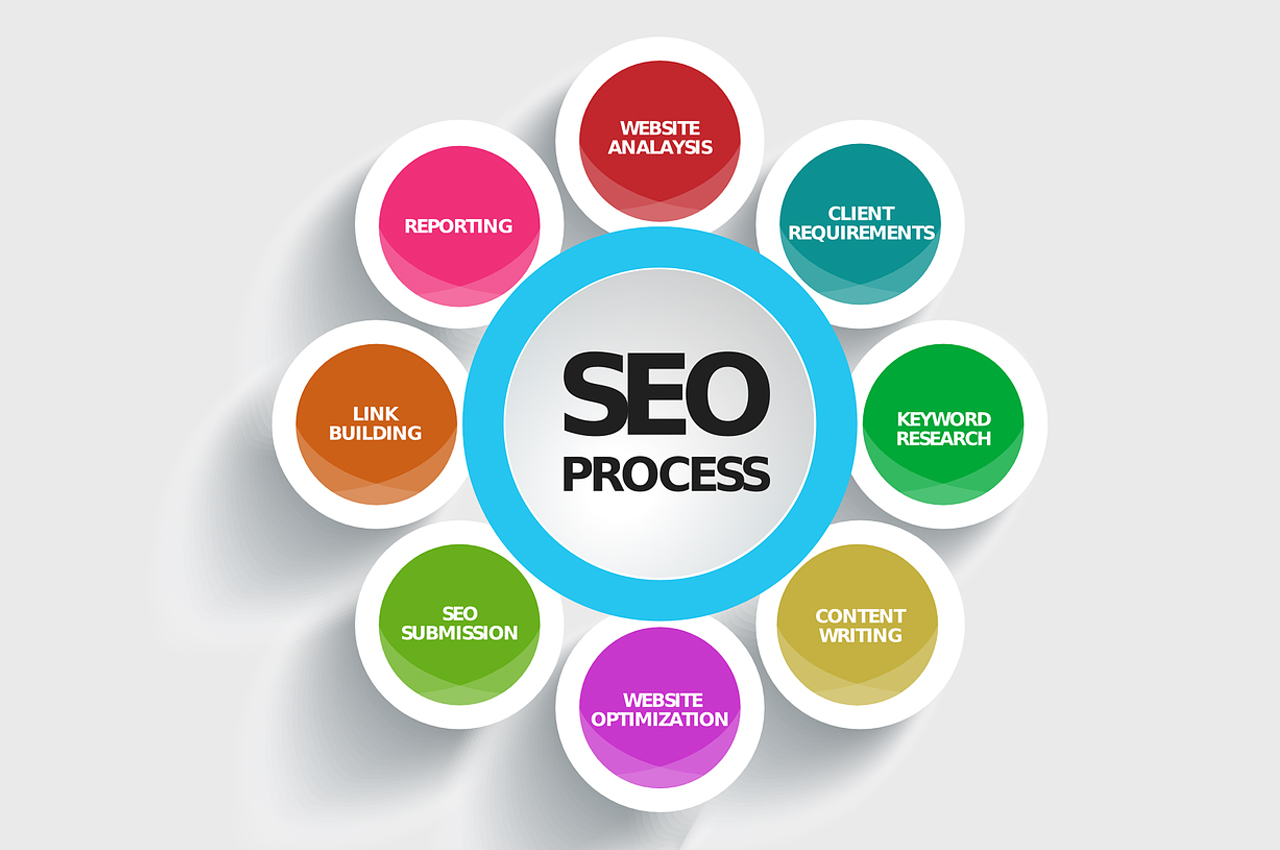 WEBSITE
ANALAYSIS
CLIENT
REQUIREMENTS
KEYWORD
RESEARCH
CONTENT
WRITING
WEBSITE
OPTIMIZATION
SEO
SUBMISSION
LINK
BUILDING
REPORTING
SEO
PROCESS